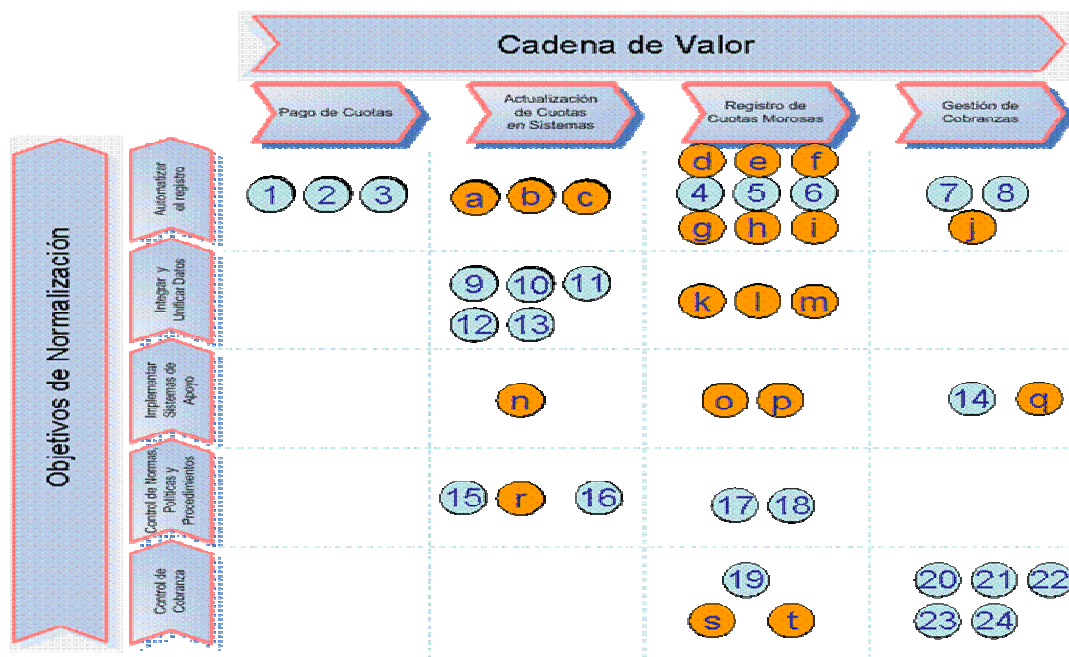 Cadena de Valor
Pago de Cuotas
Actualización
de Cuotas
en Sistemas
Registro de
Cuotas Morosas
Gestión de
Cobranzas
Objetivos de Normalización
Automatizar
el registro
1 2 3
a b c
d e f
4 5 6
g h i
7 8
j
Integrar y
Unificar Datos
9 10 11
12 13
k l m
Implementar
Sistemas de
Apoyo
n
o p
14 q
Control de Normas,
Políticas y
Procedimientos
15 r 16
17 18
Control de
Cobranza
19
s t
20 21 22
23 24